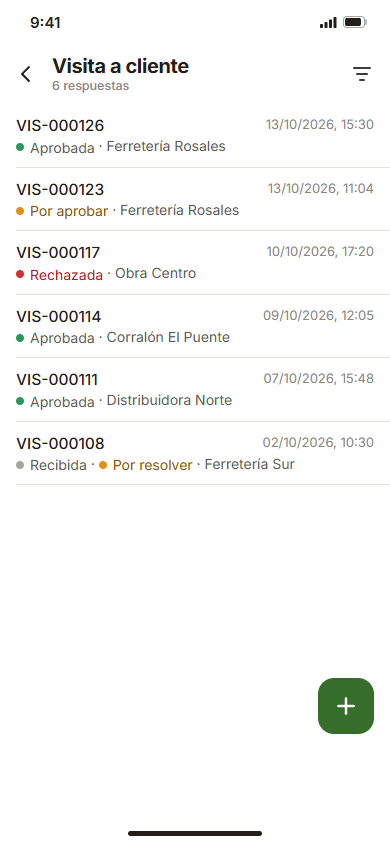 9:41
Visita a cliente
6 respuestas
VIS-000126 13/10/2026, 15:30
Aprobada · Ferretería Rosales
VIS-000123 13/10/2026, 11:04
Por aprobar · Ferretería Rosales
VIS-000117 10/10/2026, 17:20
Rechazada · Obra Centro
VIS-000114 09/10/2026, 12:05
Aprobada · Corralón El Puente
VIS-000111 07/10/2026, 15:48
Aprobada · Distribuidora Norte
VIS-000108 02/10/2026, 10:30
Recibida · Por resolver · Ferretería Sur